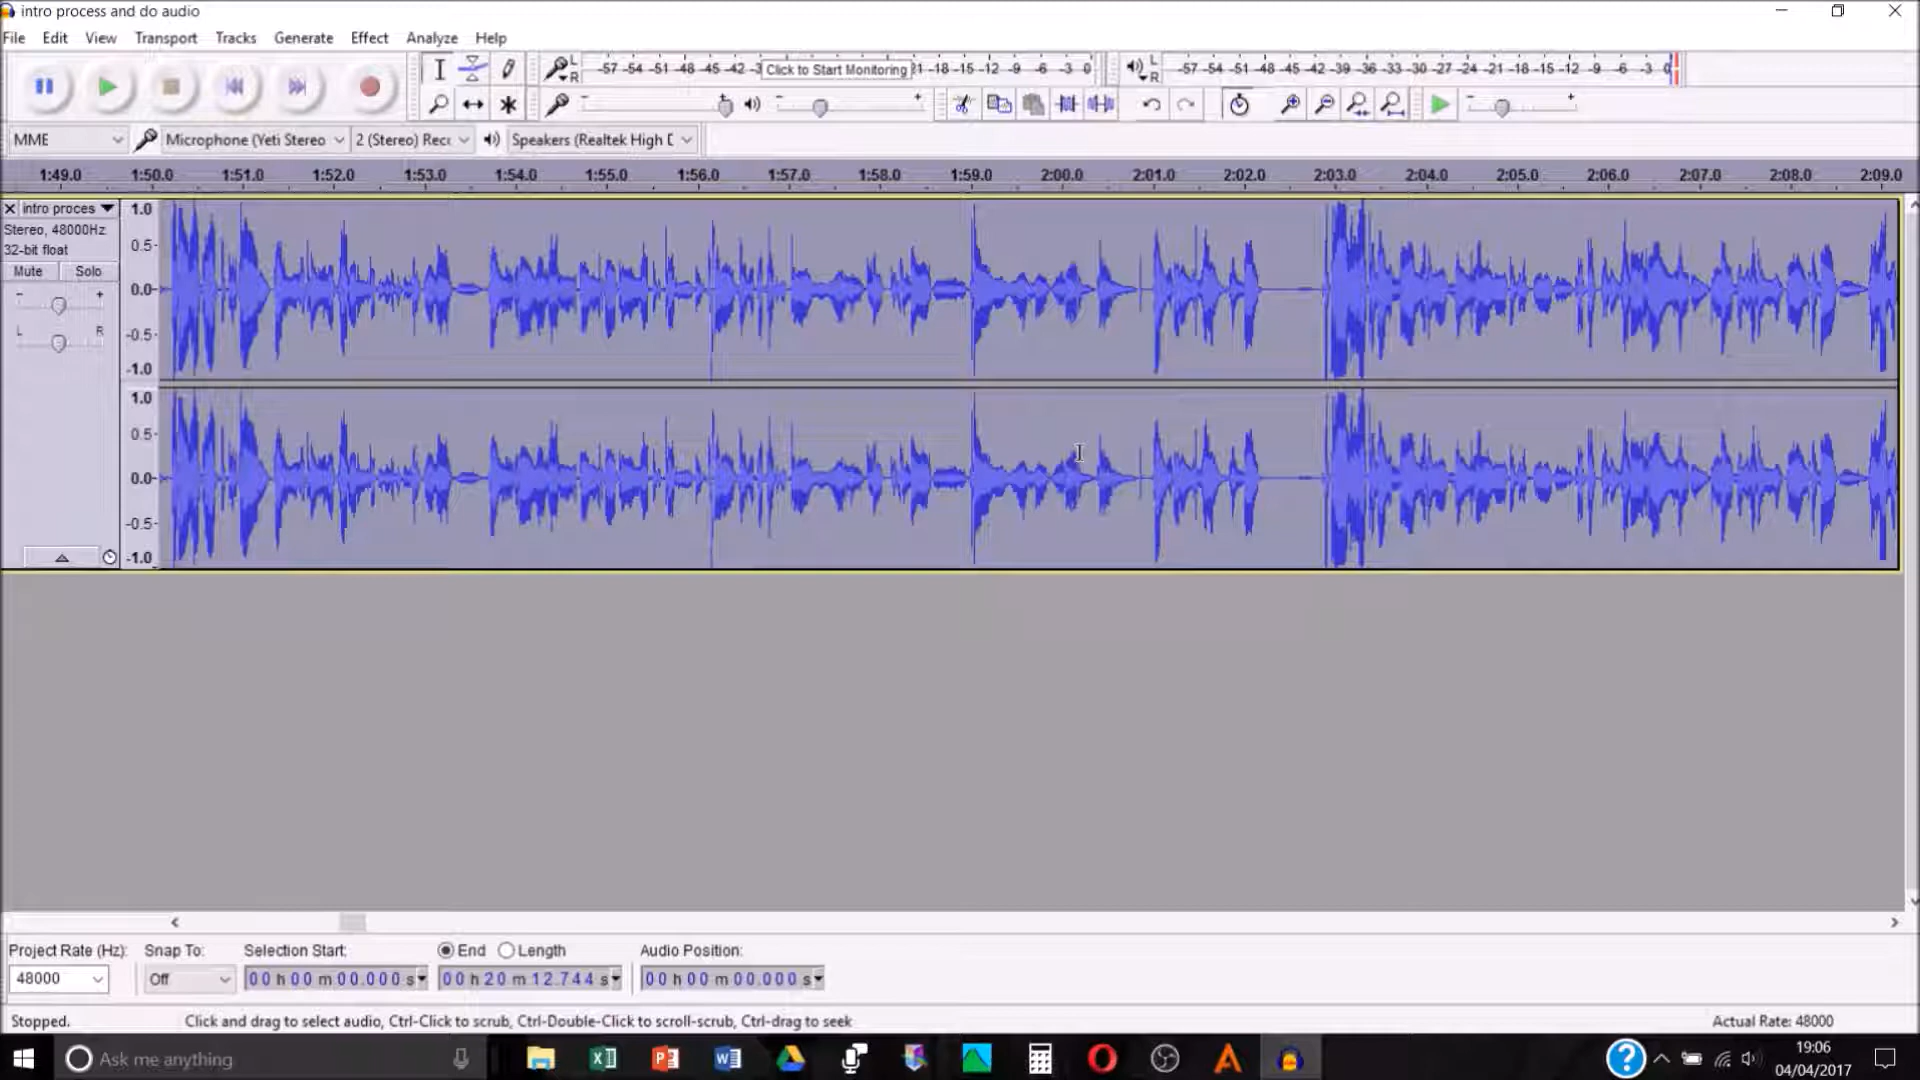 intro process and do audio
File Edit View Transport Tracks Generate Effect Analyze Help
L
R
-57 -54 -51 -48 -45 -42 -3 Click to Start Monitoring 21 -18 -15 -12 -9 -6 -3 0
L
R
-57 -54 -51 -48 -45 -42 -39 -36 -33 -30 -27 -24 -21 -18 -15 -12 -9 -6 -3 0
MME Microphone (Yeti Stereo 2 (Stereo) Reco Speakers (Realtek High D
1:49.0 1:50.0 1:51.0 1:52.0 1:53.0 1:54.0 1:55.0 1:56.0 1:57.0 1:58.0 1:59.0 2:00.0 2:01.0 2:02.0 2:03.0 2:04.0 2:05.0 2:06.0 2:07.0 2:08.0 2:09.0
intro proces
Stereo, 48000Hz
32-bit float
Mute Solo
- +
L R
1.0
0.5-
0.0-
-0.5-
-1.0
1.0
0.5-
0.0-
-0.5-
-1.0
Project Rate (Hz): Snap To: Selection Start: End Length Audio Position:
48000 Off 00 h 00 m 00.000 s 00 h 20 m 12.744 s 00 h 00 m 00.000 s
Stopped. Click and drag to select audio, Ctrl-Click to scrub, Ctrl-Double-Click to scroll-scrub, Ctrl-drag to seek Actual Rate: 48000
Ask me anything
19:06
04/04/2017